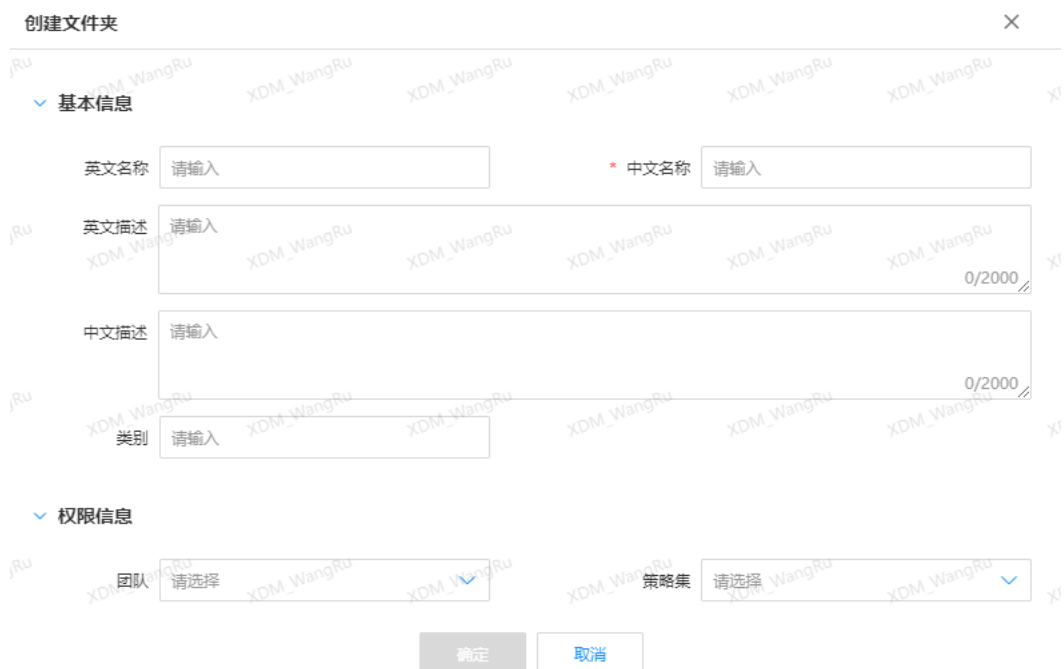 创建文件夹
基本信息
英文名称 请输入 * 中文名称 请输入
英文描述 请输入
0/2000
中文描述 请输入
0/2000
类别 请输入
权限信息
团队 请选择 策略集 请选择
确定 取消
XDM_WangRu